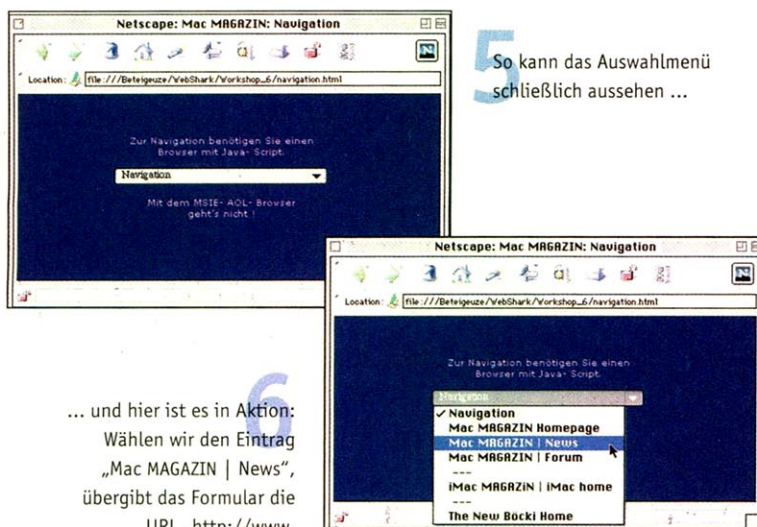 Netscape: Mac MAGAZIN: Navigation
Location: file:///Beteigeuze/WebShark/Workshop_6/navigation.html
Zur Navigation benötigen Sie einen
Browser mit Java- Script.
Navigation
Mit dem MSIE- AOL- Browser
geht's nicht !
5
So kann das Auswahlmenü
schließlich aussehen ...
Netscape: Mac MAGAZIN: Navigation
Location: file:///Beteigeuze/WebShark/Workshop_6/navigation.html
Zur Navigation benötigen Sie einen
Browser mit Java- Script.
Navigation
✓ Navigation
Mac MAGAZIN Homepage
Mac MAGAZIN | News
Mac MAGAZIN | Forum
---
iMac MAGAZiN | iMac home
---
The New Böcki Home
6
... und hier ist es in Aktion:
Wählen wir den Eintrag
„Mac MAGAZIN | News",
übergibt das Formular die
URL „http://www.